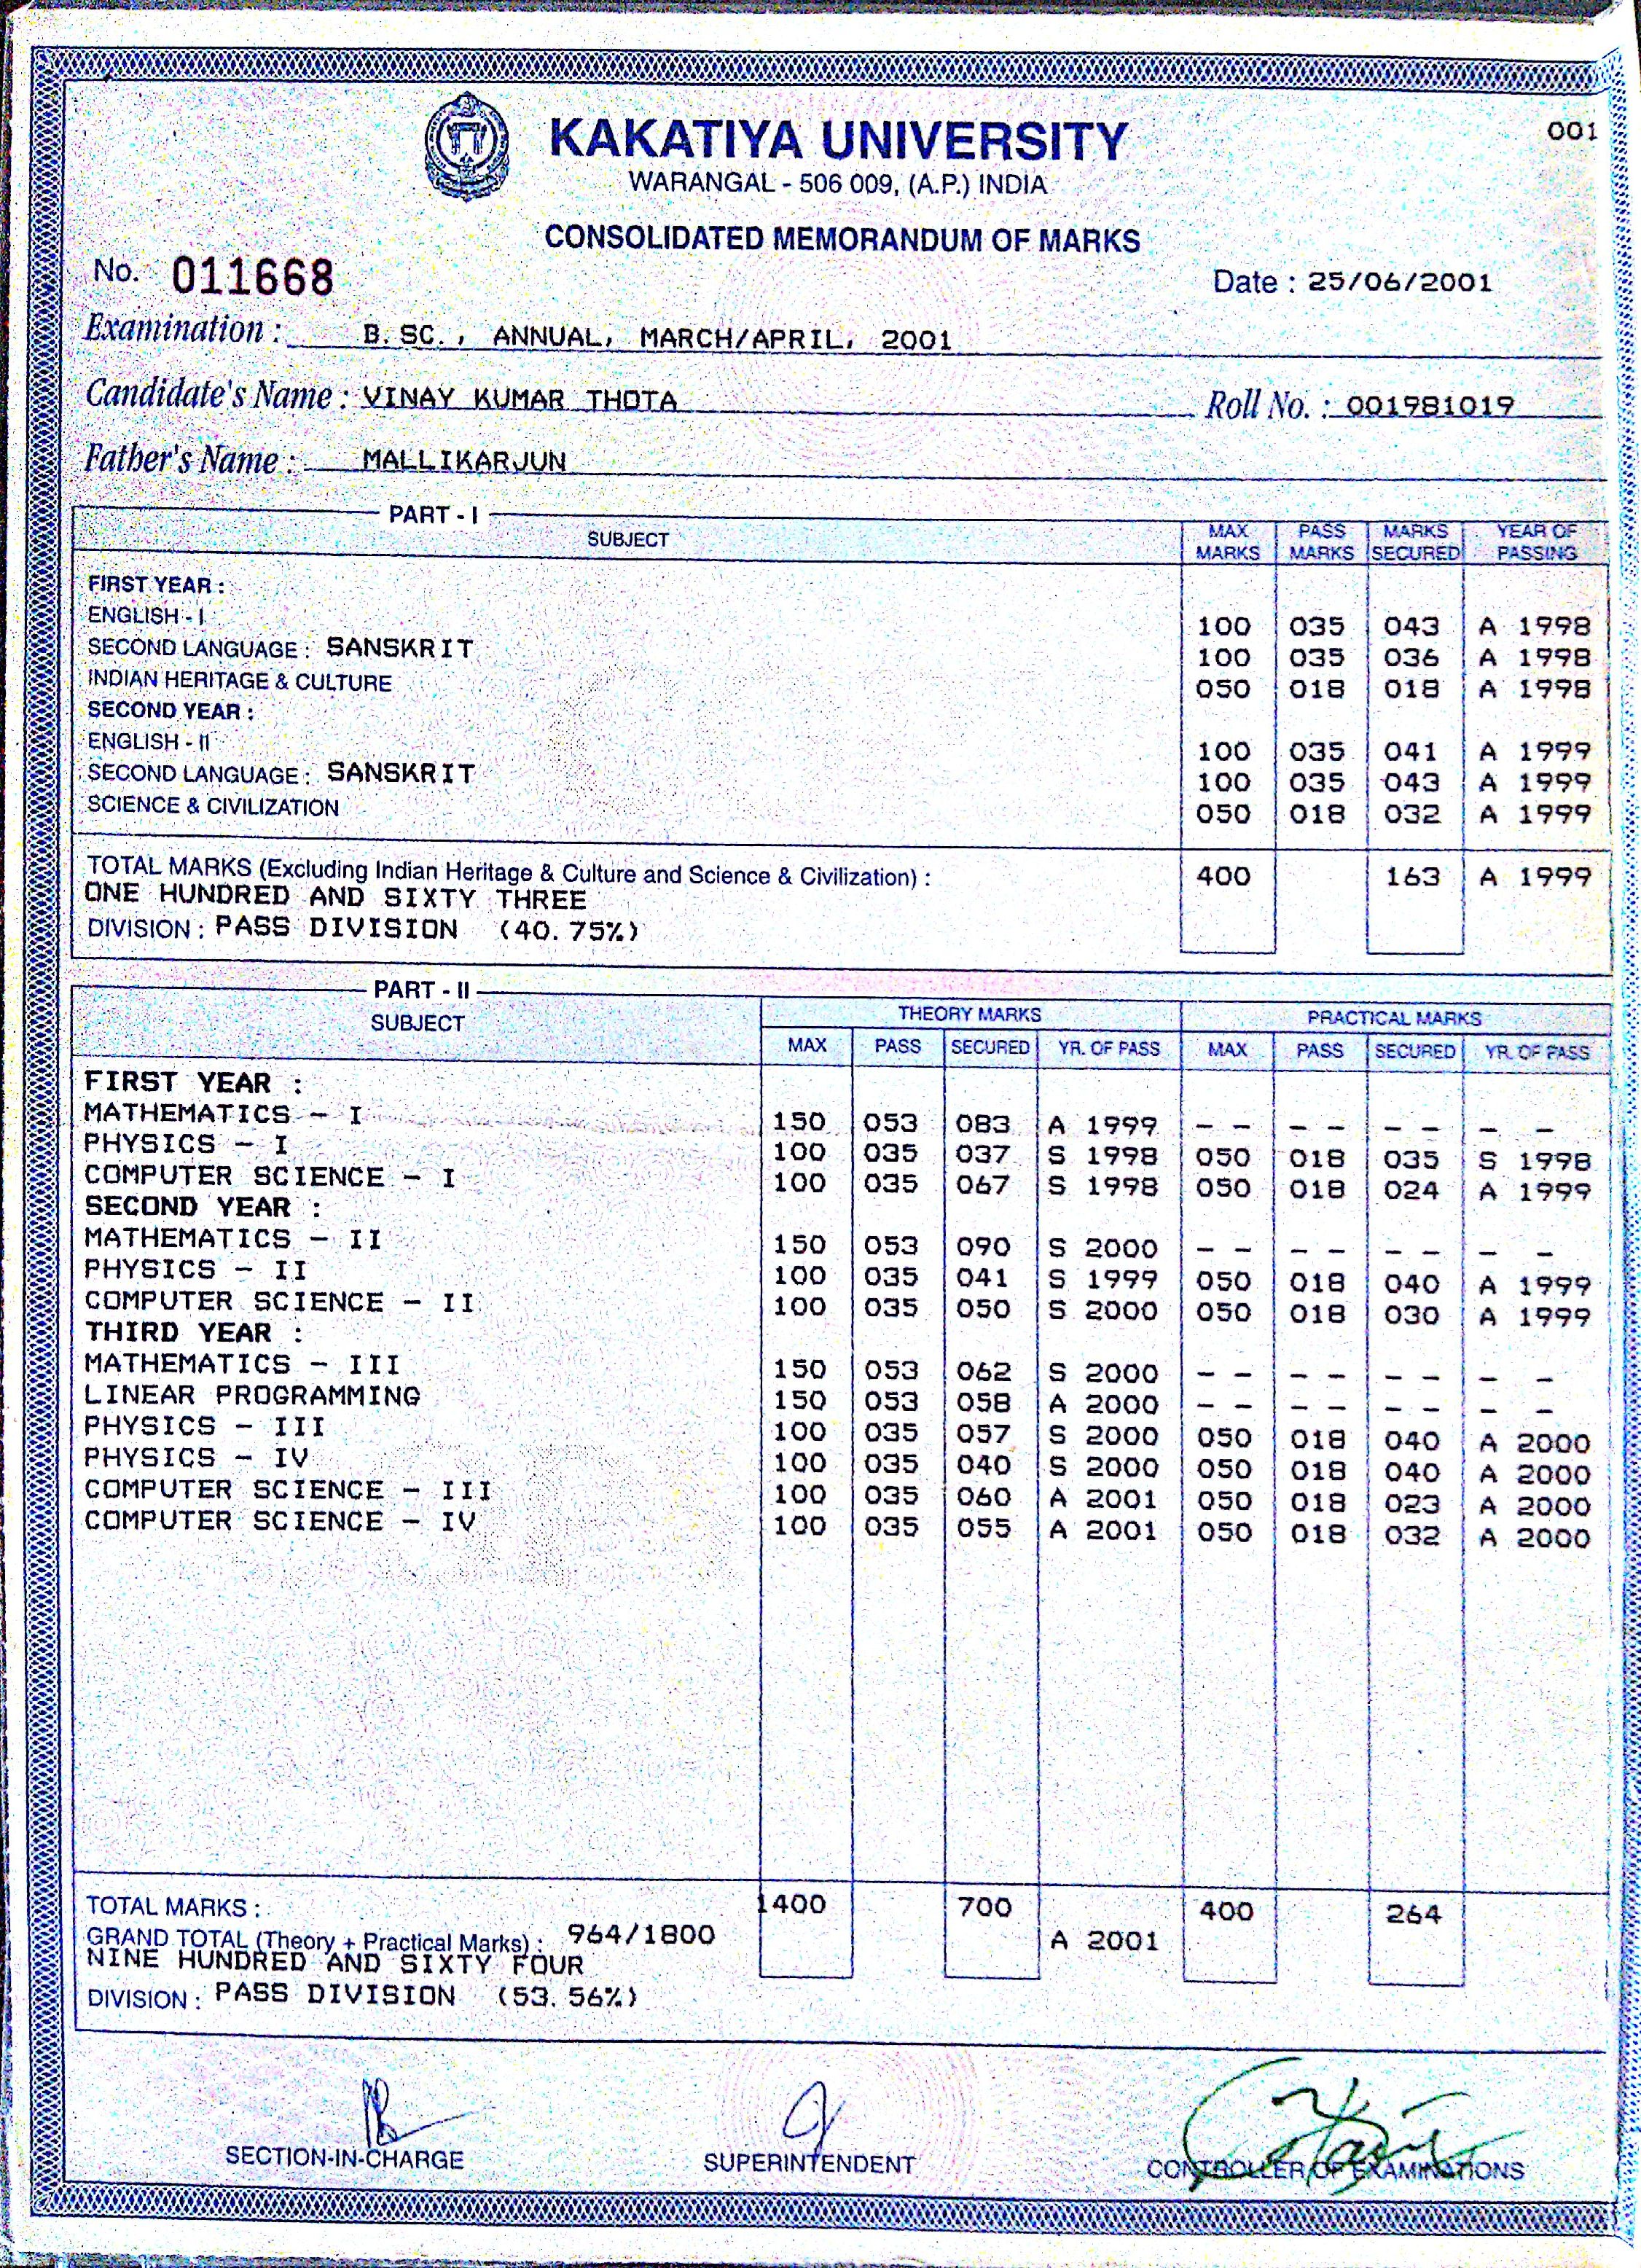 001
KAKATIYA UNIVERSITY
WARANGAL - 506 009, (A.P.) INDIA
CONSOLIDATED MEMORANDUM OF MARKS
No. 011668
Date : 25/06/2001
Examination : B. SC. , ANNUAL, MARCH/APRIL, 2001
Candidate's Name : VINAY KUMAR THOTA Roll No. : 001981019
Father's Name : MALLIKARJUN
PART - I
SUBJECT MAX MARKS PASS MARKS MARKS SECURED YEAR OF PASSING
FIRST YEAR :
ENGLISH - I 100 035 043 A 1998
SECOND LANGUAGE : SANSKRIT 100 035 036 A 1998
INDIAN HERITAGE & CULTURE 050 018 018 A 1998
SECOND YEAR :
ENGLISH - II 100 035 041 A 1999
SECOND LANGUAGE : SANSKRIT 100 035 043 A 1999
SCIENCE & CIVILIZATION 050 018 032 A 1999
TOTAL MARKS (Excluding Indian Heritage & Culture and Science & Civilization) : 400 163 A 1999
ONE HUNDRED AND SIXTY THREE
DIVISION : PASS DIVISION (40.75%)
PART - II
SUBJECT THEORY MARKS PRACTICAL MARKS
MAX PASS SECURED YR. OF PASS MAX PASS SECURED YR. OF PASS
FIRST YEAR :
MATHEMATICS - I 150 053 083 A 1999 - - - - - - - -
PHYSICS - I 100 035 037 S 1998 050 018 035 S 1998
COMPUTER SCIENCE - I 100 035 067 S 1998 050 018 024 A 1999
SECOND YEAR :
MATHEMATICS - II 150 053 090 S 2000 - - - - - - - -
PHYSICS - II 100 035 041 S 1999 050 018 040 A 1999
COMPUTER SCIENCE - II 100 035 050 S 2000 050 018 030 A 1999
THIRD YEAR :
MATHEMATICS - III 150 053 062 S 2000 - - - - - - - -
LINEAR PROGRAMMING 150 053 058 A 2000 - - - - - - - -
PHYSICS - III 100 035 057 S 2000 050 018 040 A 2000
PHYSICS - IV 100 035 040 S 2000 050 018 040 A 2000
COMPUTER SCIENCE - III 100 035 060 A 2001 050 018 023 A 2000
COMPUTER SCIENCE - IV 100 035 055 A 2001 050 018 032 A 2000
TOTAL MARKS : 1400 700 400 264
GRAND TOTAL (Theory + Practical Marks) : 964/1800 A 2001
NINE HUNDRED AND SIXTY FOUR
DIVISION : PASS DIVISION (53.56%)
SECTION-IN-CHARGE SUPERINTENDENT CONTROLLER OF EXAMINATIONS